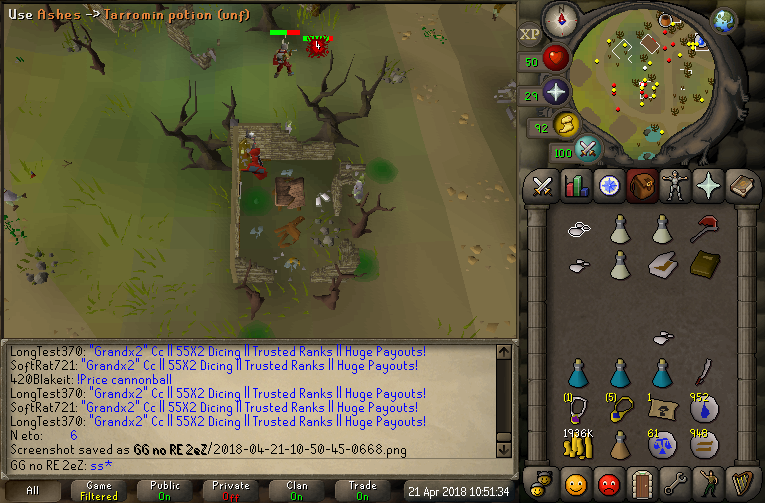 Use Ashes -> Tarromin potion (unf)
4
XP
50
29
92
100
(1)
(5)
1
952
1936K
61
948
LongTest370: "Grandx2" Cc || 55X2 Dicing || Trusted Ranks || Huge Payouts!
SoftRat721: "Grandx2" Cc || 55X2 Dicing || Trusted Ranks || Huge Payouts!
420Blakeit: !Price cannonball
LongTest370: "Grandx2" Cc || 55X2 Dicing || Trusted Ranks || Huge Payouts!
SoftRat721: "Grandx2" Cc || 55X2 Dicing || Trusted Ranks || Huge Payouts!
LongTest370: "Grandx2" Cc || 55X2 Dicing || Trusted Ranks || Huge Payouts!
N eto: 6
Screenshot saved as GG no RE 2eZ/2018-04-21-10-50-45-0668.png
GG no RE 2eZ: ss*
All
Game
Filtered
Public
On
Private
Off
Clan
On
Trade
On
21 Apr 2018 10:51:34